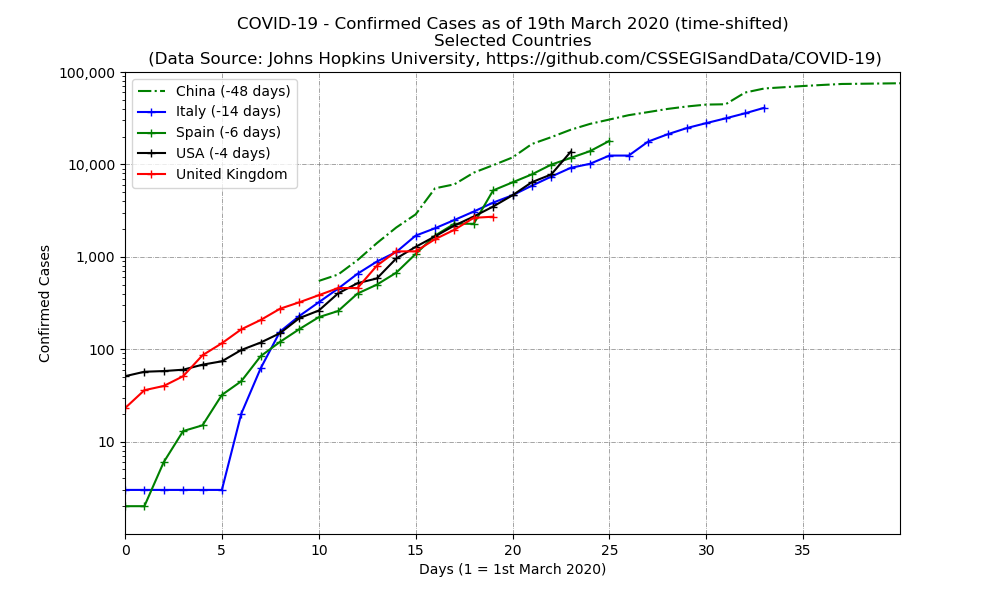 COVID-19 - Confirmed Cases as of 19th March 2020 (time-shifted)
Selected Countries
(Data Source: Johns Hopkins University, https://github.com/CSSEGISandData/COVID-19)
100,000
10,000
1,000
100
10
Confirmed Cases
China (-48 days)
Italy (-14 days)
Spain (-6 days)
USA (-4 days)
United Kingdom
0 5 10 15 20 25 30 35
Days (1 = 1st March 2020)